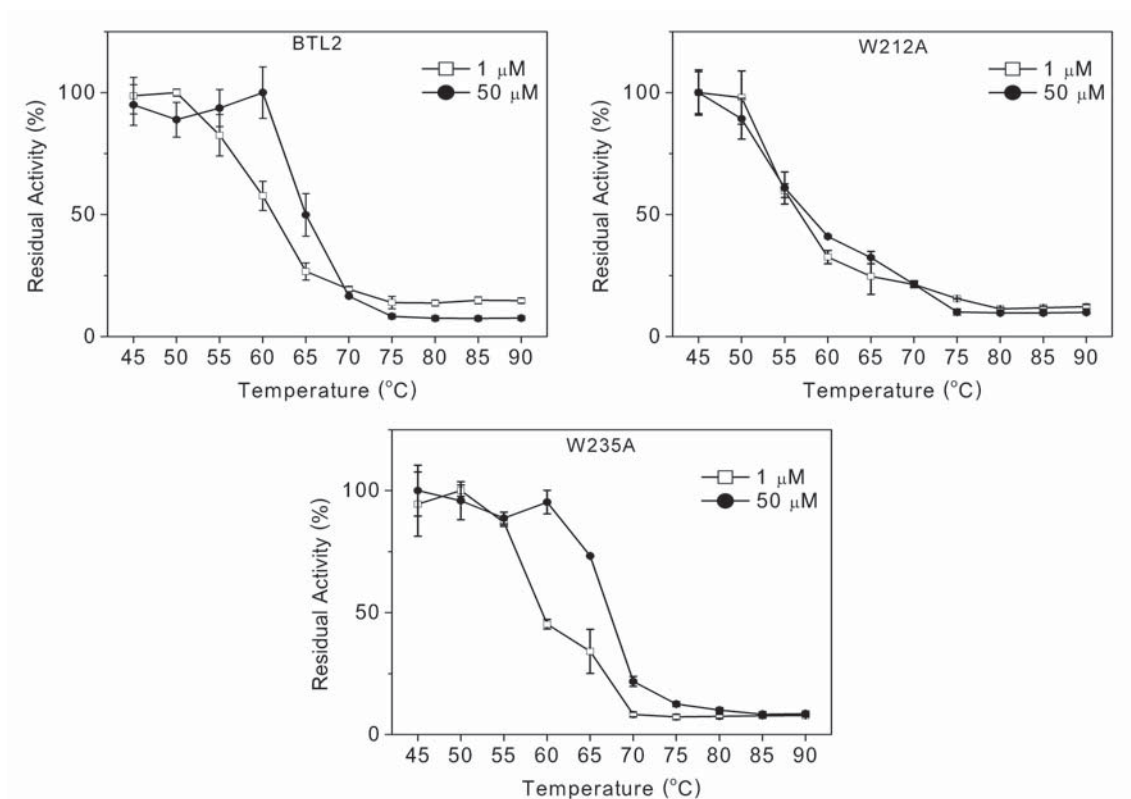 BTL2
1 μM
50 μM
Residual Activity (%)
100
50
0
45 50 55 60 65 70 75 80 85 90
Temperature (°C)
W212A
1 μM
50 μM
Residual Activity (%)
100
50
0
45 50 55 60 65 70 75 80 85 90
Temperature (°C)
W235A
1 μM
50 μM
Residual Activity (%)
100
50
0
45 50 55 60 65 70 75 80 85 90
Temperature (°C)